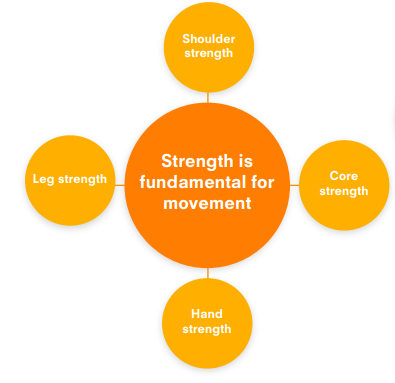 Shoulder
strength
Strength is
fundamental for
movement
Leg strength
Core
strength
Hand
strength